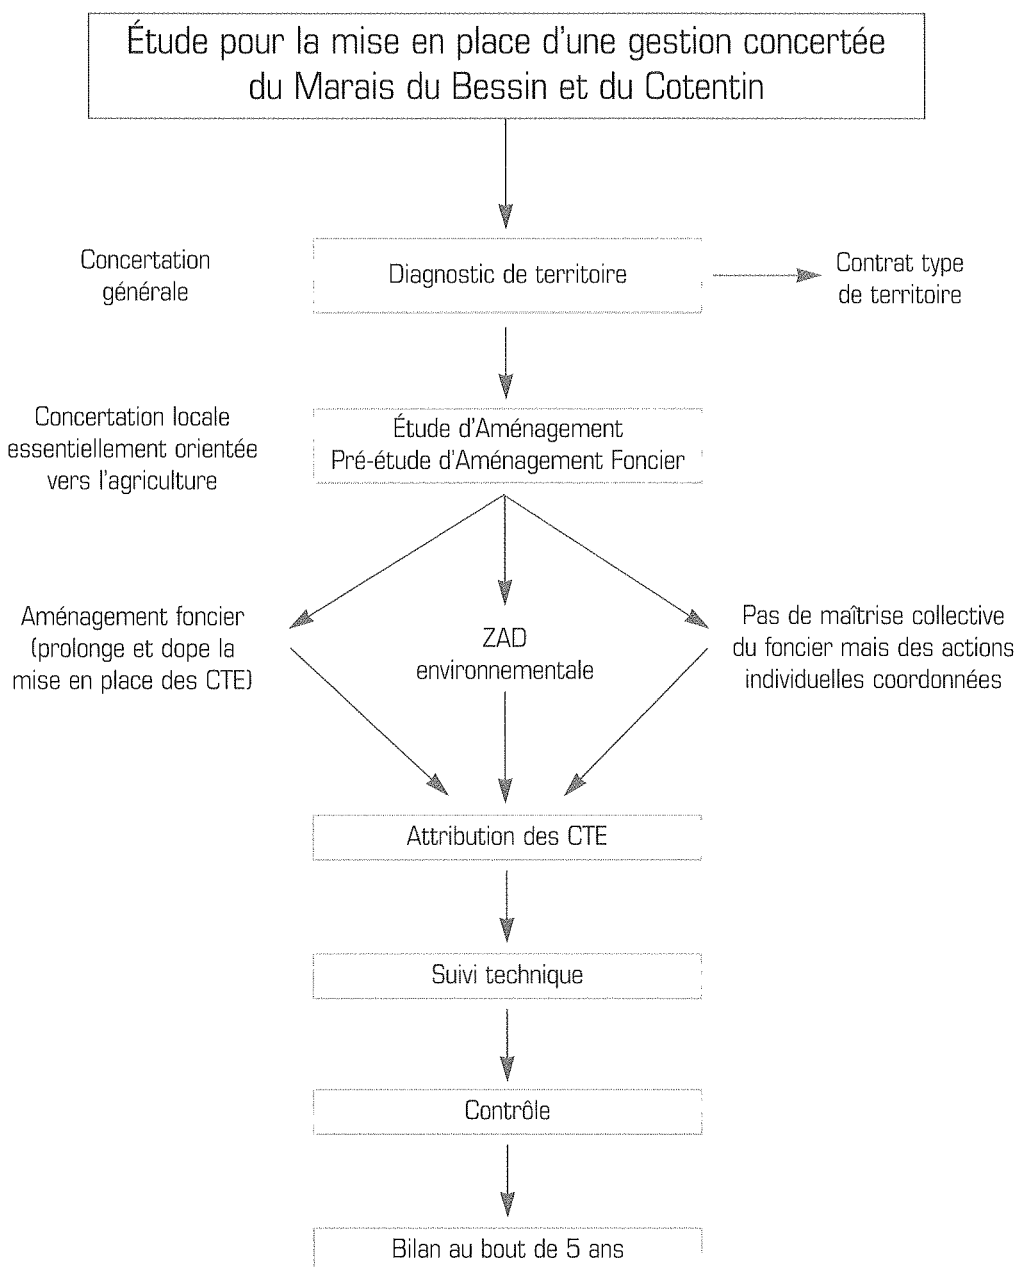 Étude pour la mise en place d'une gestion concertée
du Marais du Bessin et du Cotentin
Concertation
générale
Diagnostic de territoire
Contrat type
de territoire
Concertation locale
essentiellement orientée
vers l'agriculture
Étude d'Aménagement
Pré-étude d'Aménagement Foncier
Aménagement foncier
(prolonge et dope la
mise en place des CTE)
ZAD
environnementale
Pas de maîtrise collective
du foncier mais des actions
individuelles coordonnées
Attribution des CTE
Suivi technique
Contrôle
Bilan au bout de 5 ans